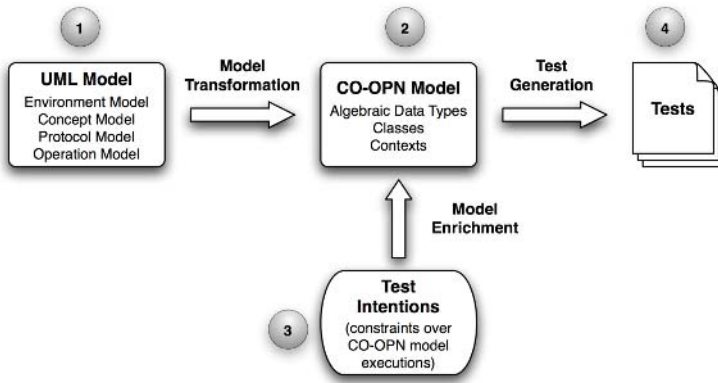 1
UML Model
Environment Model
Concept Model
Protocol Model
Operation Model
Model
Transformation
2
CO-OPN Model
Algebraic Data Types
Classes
Contexts
Test
Generation
4
Tests
Model
Enrichment
3
Test
Intentions
(constraints over
CO-OPN model
executions)